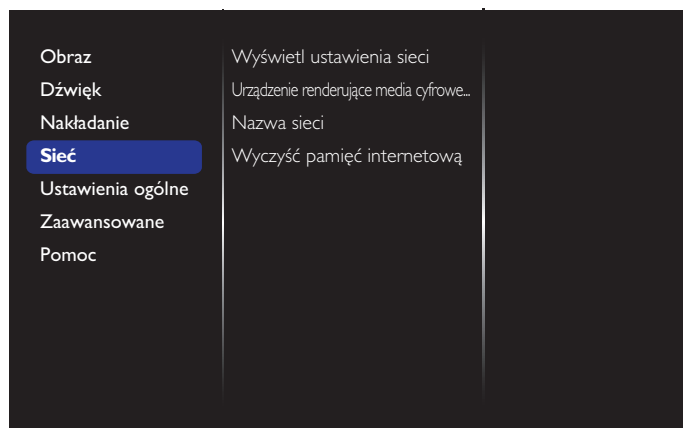 Obraz
Dźwięk
Nakładanie
Sieć
Ustawienia ogólne
Zaawansowane
Pomoc
Wyświetl ustawienia sieci
Urządzenie renderujące media cyfrowe...
Nazwa sieci
Wyczyść pamięć internetową